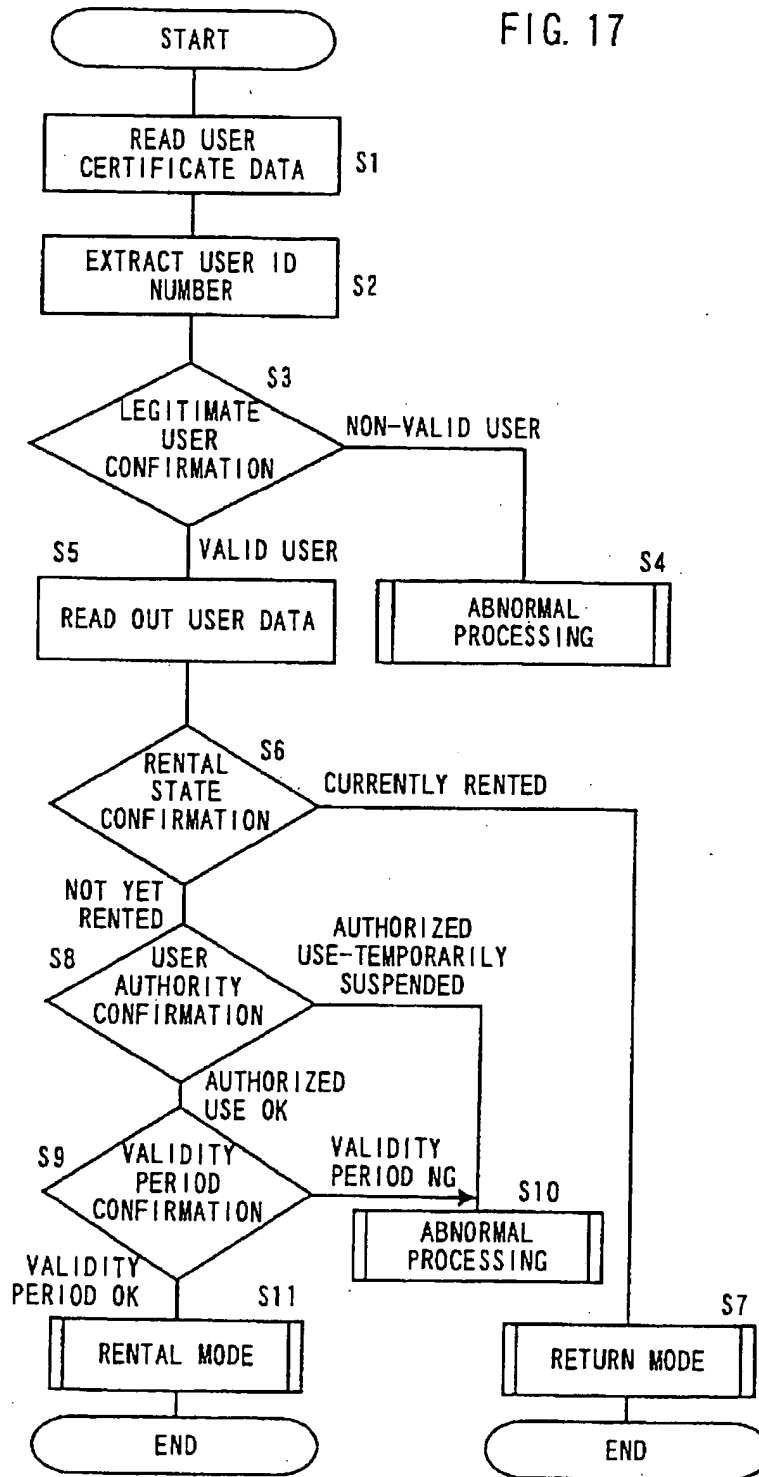 START
FIG. 17
READ USER
CERTIFICATE DATA
S1
EXTRACT USER ID
NUMBER
S2
S3
LEGITIMATE
USER
CONFIRMATION
NON-VALID USER
S5
VALID USER
S4
READ OUT USER DATA
ABNORMAL
PROCESSING
S6
RENTAL
STATE
CONFIRMATION
CURRENTLY RENTED
NOT YET
RENTED
S8
USER
AUTHORITY
CONFIRMATION
AUTHORIZED
USE-TEMPORARILY
SUSPENDED
AUTHORIZED
USE OK
S9
VALIDITY
PERIOD
CONFIRMATION
VALIDITY
PERIOD NG
S10
ABNORMAL
PROCESSING
VALIDITY
PERIOD OK
S11
RENTAL MODE
S7
RETURN MODE
END
END